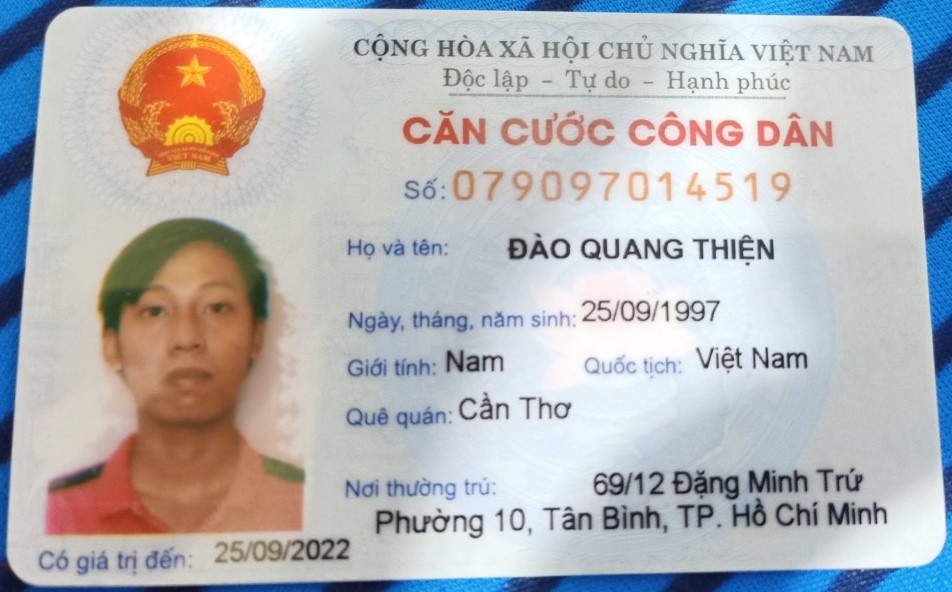 CỘNG HÒA XÃ HỘI CHỦ NGHĨA VIỆT NAM
Độc lập – Tự do – Hạnh phúc
CĂN CƯỚC CÔNG DÂN
Số: 079097014519
Họ và tên: ĐÀO QUANG THIỆN
Ngày, tháng, năm sinh: 25/09/1997
Giới tính: Nam Quốc tịch: Việt Nam
Quê quán: Cần Thơ
Nơi thường trú: 69/12 Đặng Minh Trứ
Phường 10, Tân Bình, TP. Hồ Chí Minh
Có giá trị đến: 25/09/2022